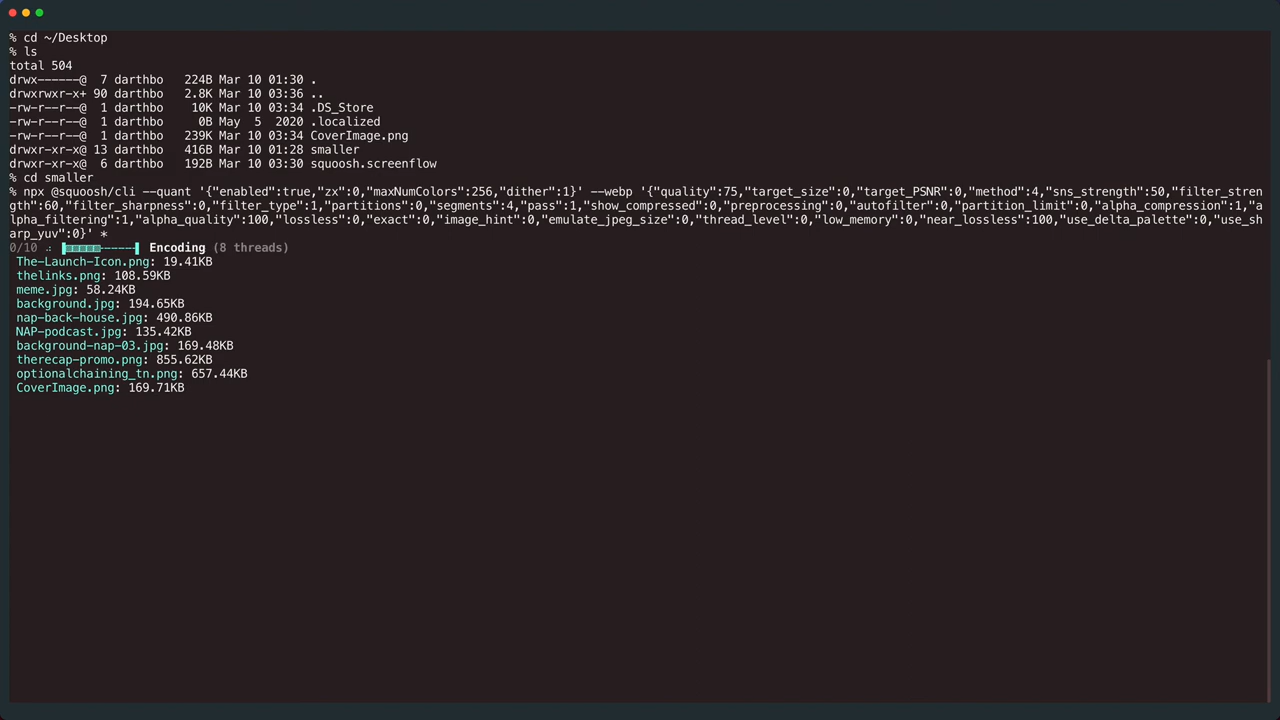 % cd ~/Desktop
% ls
total 504
drwx------@  7 darthbo   224B Mar 10 01:30 .
drwxrwxr-x+ 90 darthbo   2.8K Mar 10 03:36 ..
-rw-r--r--@  1 darthbo    10K Mar 10 03:34 .DS_Store
-rw-r--r--@  1 darthbo     0B May  5  2020 .localized
-rw-r--r--@  1 darthbo   239K Mar 10 03:34 CoverImage.png
drwxr-xr-x@ 13 darthbo   416B Mar 10 01:28 smaller
drwxr-xr-x@  6 darthbo   192B Mar 10 03:30 squoosh.screenflow
% cd smaller
% npx @squoosh/cli --quant '{"enabled":true,"zx":0,"maxNumColors":256,"dither":1}' --webp '{"quality":75,"target_size":0,"target_PSNR":0,"method":4,"sns_strength":50,"filter_stren
gth":60,"filter_sharpness":0,"filter_type":1,"partitions":0,"segments":4,"pass":1,"show_compressed":0,"preprocessing":0,"autofilter":0,"partition_limit":0,"alpha_compression":1,"a
lpha_filtering":1,"alpha_quality":100,"lossless":0,"exact":0,"image_hint":0,"emulate_jpeg_size":0,"thread_level":0,"low_memory":0,"near_lossless":100,"use_delta_palette":0,"use_sh
arp_yuv":0}' *
0/10 Encoding (8 threads)
The-Launch-Icon.png: 19.41KB
thelinks.png: 108.59KB
meme.jpg: 58.24KB
background.jpg: 194.65KB
nap-back-house.jpg: 490.86KB
NAP-podcast.jpg: 135.42KB
background-nap-03.jpg: 169.48KB
therecap-promo.png: 855.62KB
optionalchaining_tn.png: 657.44KB
CoverImage.png: 169.71KB